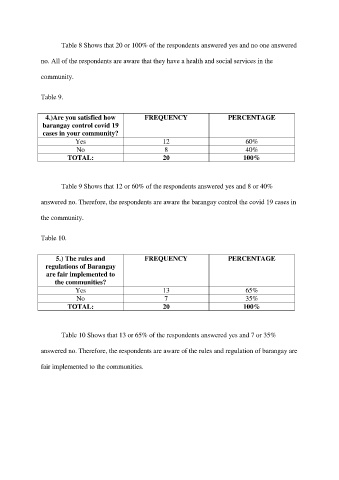 Table 8 Shows that 20 or 100% of the respondents answered yes and no one answered
no. All of the respondents are aware that they have a health and social services in the
community.
Table 9.
4.)Are you satisfied how FREQUENCY PERCENTAGE
barangay control covid 19
cases in your community?
Yes 12 60%
No 8 40%
TOTAL: 20 100%
Table 9 Shows that 12 or 60% of the respondents answered yes and 8 or 40%
answered no. Therefore, the respondents are aware the barangay control the covid 19 cases in
the community.
Table 10.
5.) The rules and FREQUENCY PERCENTAGE
regulations of Barangay
are fair implemented to
the communities?
Yes 13 65%
No 7 35%
TOTAL: 20 100%
Table 10 Shows that 13 or 65% of the respondents answered yes and 7 or 35%
answered no. Therefore, the respondents are aware of the rules and regulation of barangay are
fair implemented to the communities.